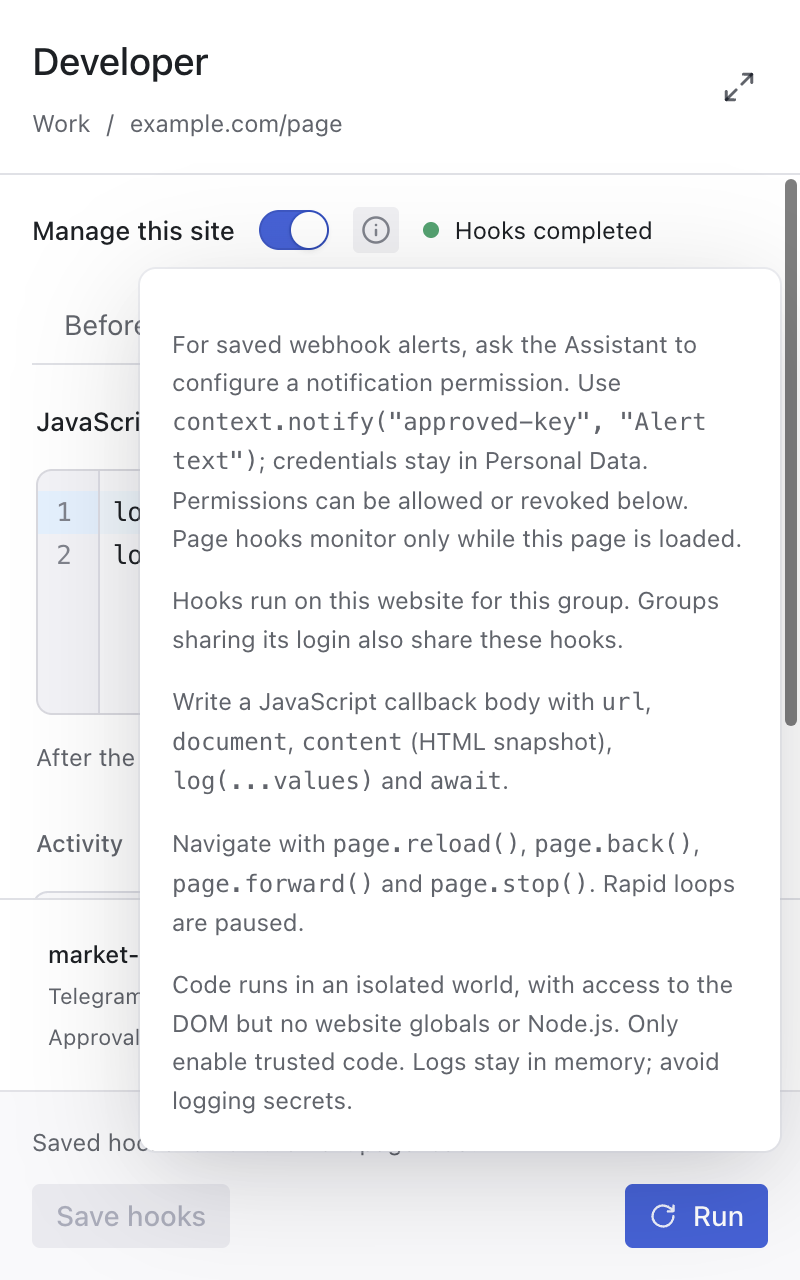 Developer
Work / example.com/page
Manage this site
Hooks completed
Before
For saved webhook alerts, ask the Assistant to
configure a notification permission. Use
context.notify("approved-key", "Alert
text"); credentials stay in Personal Data.
Permissions can be allowed or revoked below.
Page hooks monitor only while this page is loaded.
Hooks run on this website for this group. Groups
sharing its login also share these hooks.
Write a JavaScript callback body with url,
document, content (HTML snapshot),
log(...values) and await.
Navigate with page.reload(), page.back(),
page.forward() and page.stop(). Rapid loops
are paused.
Code runs in an isolated world, with access to the
DOM but no website globals or Node.js. Only
enable trusted code. Logs stay in memory; avoid
logging secrets.
JavaScri
1 lo
2 lo
After the
Activity
market-
Telegram
Approval
Saved
Save hooks
Run